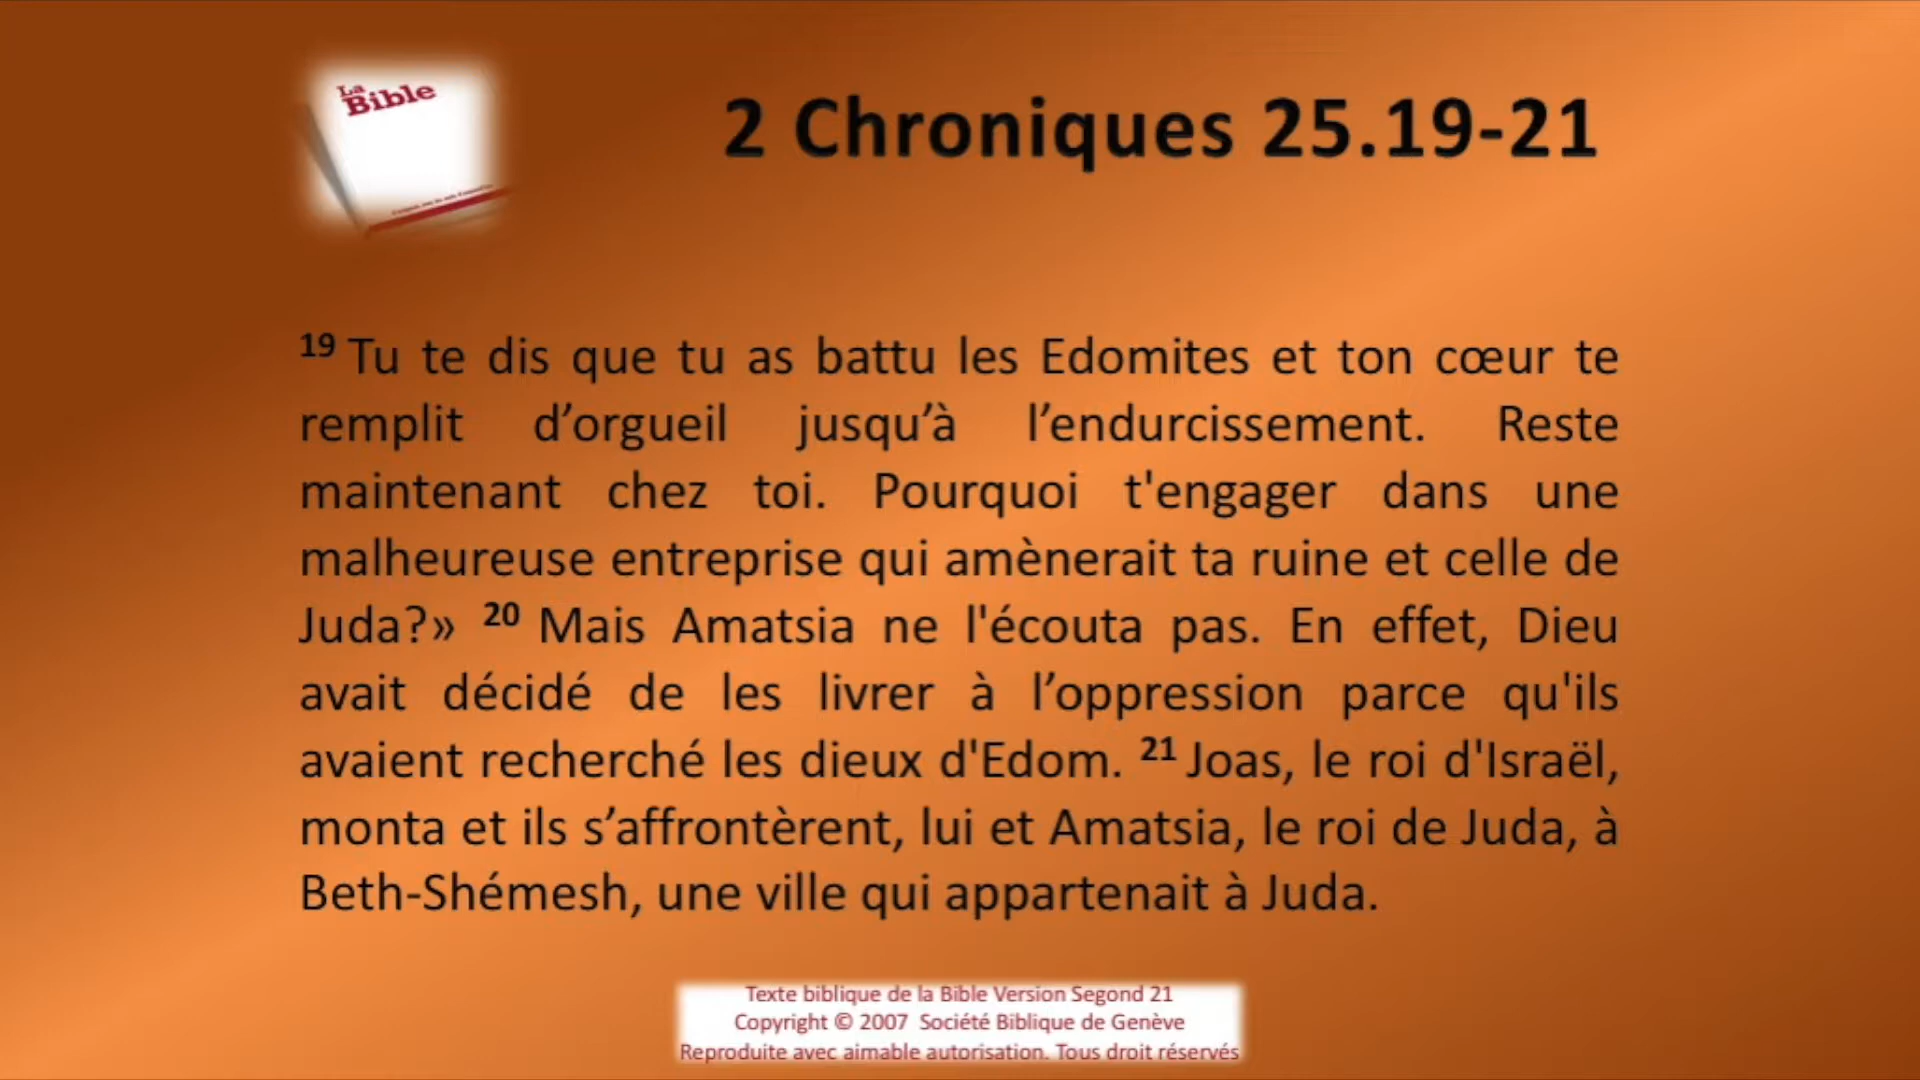 La
Bible
2 Chroniques 25.19-21
19 Tu te dis que tu as battu les Edomites et ton cœur te
remplit d’orgueil jusqu’à l’endurcissement. Reste
maintenant chez toi. Pourquoi t'engager dans une
malheureuse entreprise qui amènerait ta ruine et celle de
Juda?» 20 Mais Amatsia ne l'écouta pas. En effet, Dieu
avait décidé de les livrer à l’oppression parce qu'ils
avaient recherché les dieux d'Edom. 21 Joas, le roi d'Israël,
monta et ils s’affrontèrent, lui et Amatsia, le roi de Juda, à
Beth-Shémesh, une ville qui appartenait à Juda.
Texte biblique de la Bible Version Segond 21
Copyright © 2007 Société Biblique de Genève
Reproduite avec aimable autorisation. Tous droit réservés